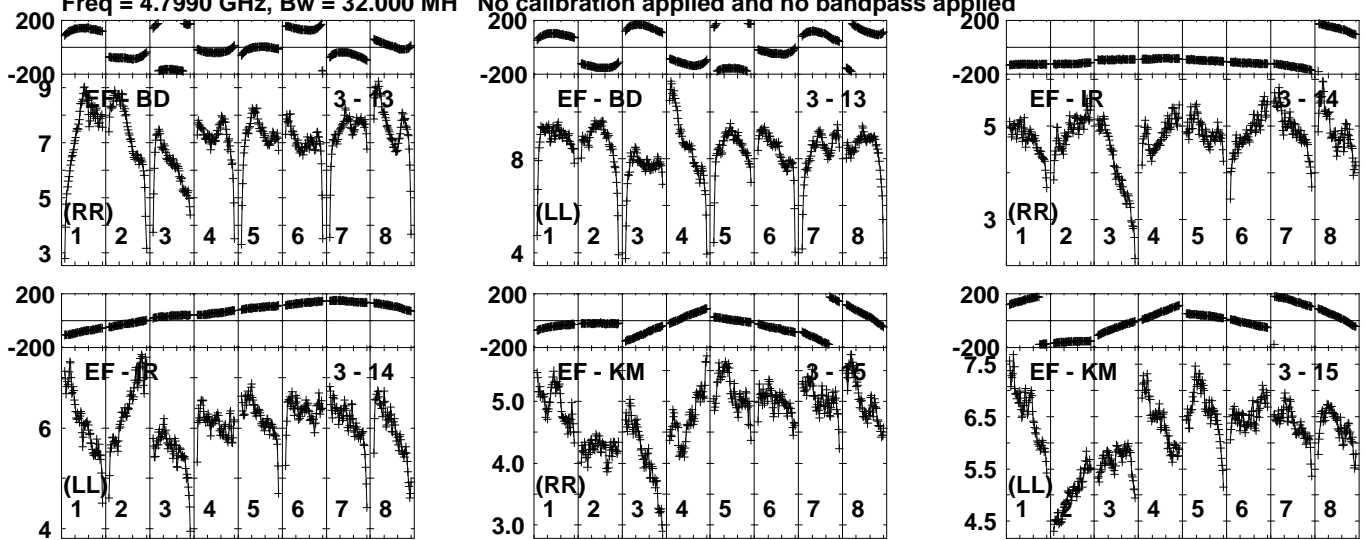 Freq = 4.7990 GHz, Bw = 32.000 MH No calibration applied and no bandpass applied
200
-200
9
7
5
3
EF - BD 3 - 13
(RR)
1 2 3 4 5 6 7 8
200
-200
8
4
EF - BD 3 - 13
(LL)
1 2 3 4 5 6 7 8
200
-200
5
3
EF - IR 3 - 14
(RR)
1 2 3 4 5 6 7 8
200
-200
6
4
EF - IR 3 - 14
(LL)
1 2 3 4 5 6 7 8
200
-200
5.0
4.0
3.0
EF - KM 3 - 15
(RR)
1 2 3 4 5 6 7 8
200
-200
7.5
6.5
5.5
4.5
EF - KM 3 - 15
(LL)
1 2 3 4 5 6 7 8